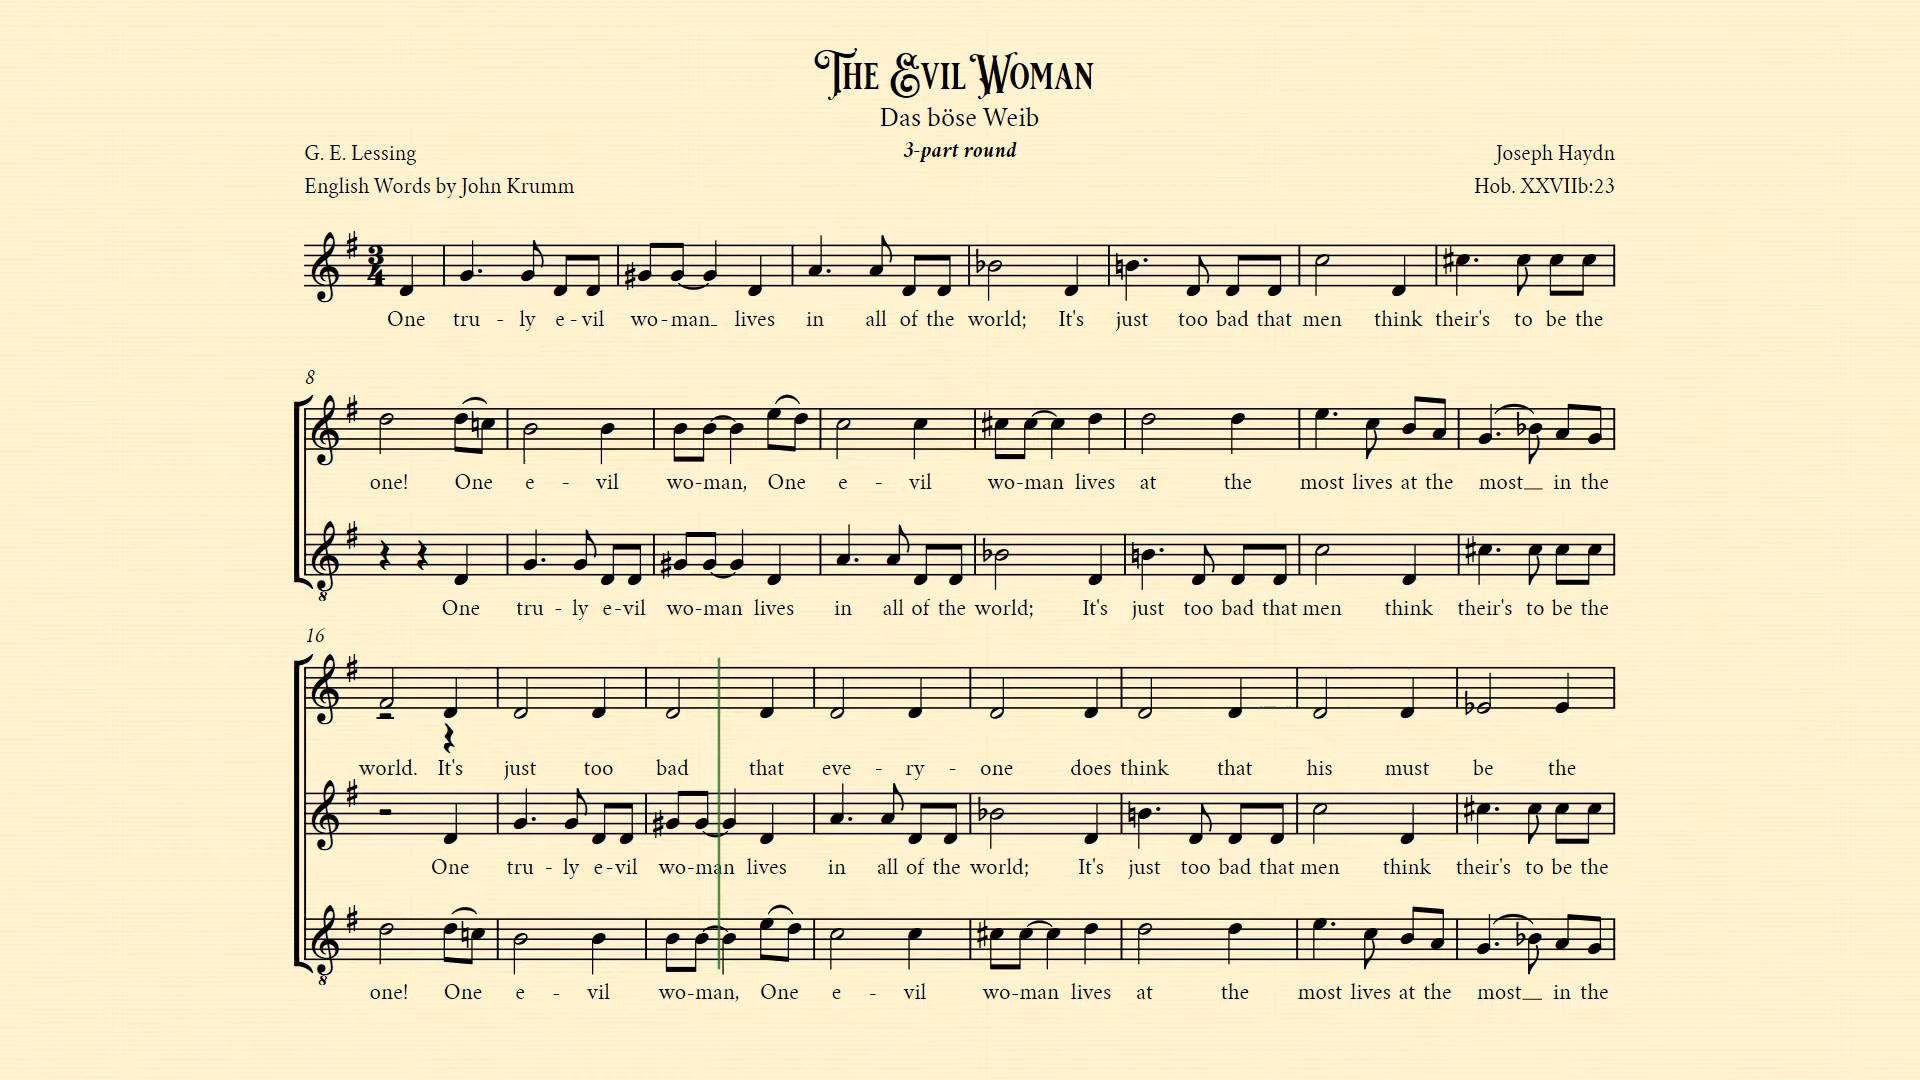 The Evil Woman
Das böse Weib
3-part round
G. E. Lessing
English Words by John Krumm
Joseph Haydn
Hob. XXVIIb:23
3
4
One tru - ly e - vil wo - man_ lives in all of the world; It's just too bad that men think their's to be the
8
one! One e - vil wo-man, One e - vil wo-man lives at the most lives at the most__ in the
8
One tru - ly e-vil wo-man lives in all of the world; It's just too bad that men think their's to be the
16
world. It's just too bad that eve - ry - one does think that his must be the
One tru - ly e-vil wo-man lives in all of the world; It's just too bad that men think their's to be the
8
one! One e - vil wo-man, One e - vil wo-man lives at the most lives at the most__ in the